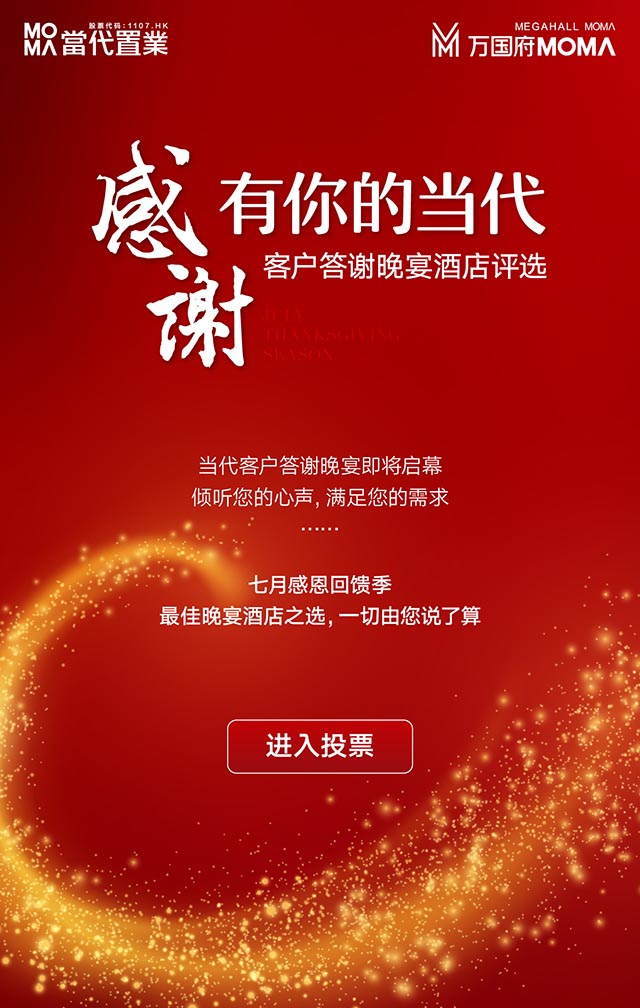 MOMA 當代置業
股票代码:1107.HK
MEGAHALL MOMA
万国府MOMA
感谢
有你的当代
客户答谢晚宴酒店评选
JULY
THANKSGIVING
SEASON
当代客户答谢晚宴即将启幕
倾听您的心声, 满足您的需求
······
七月感恩回馈季
最佳晚宴酒店之选, 一切由您说了算
进入投票